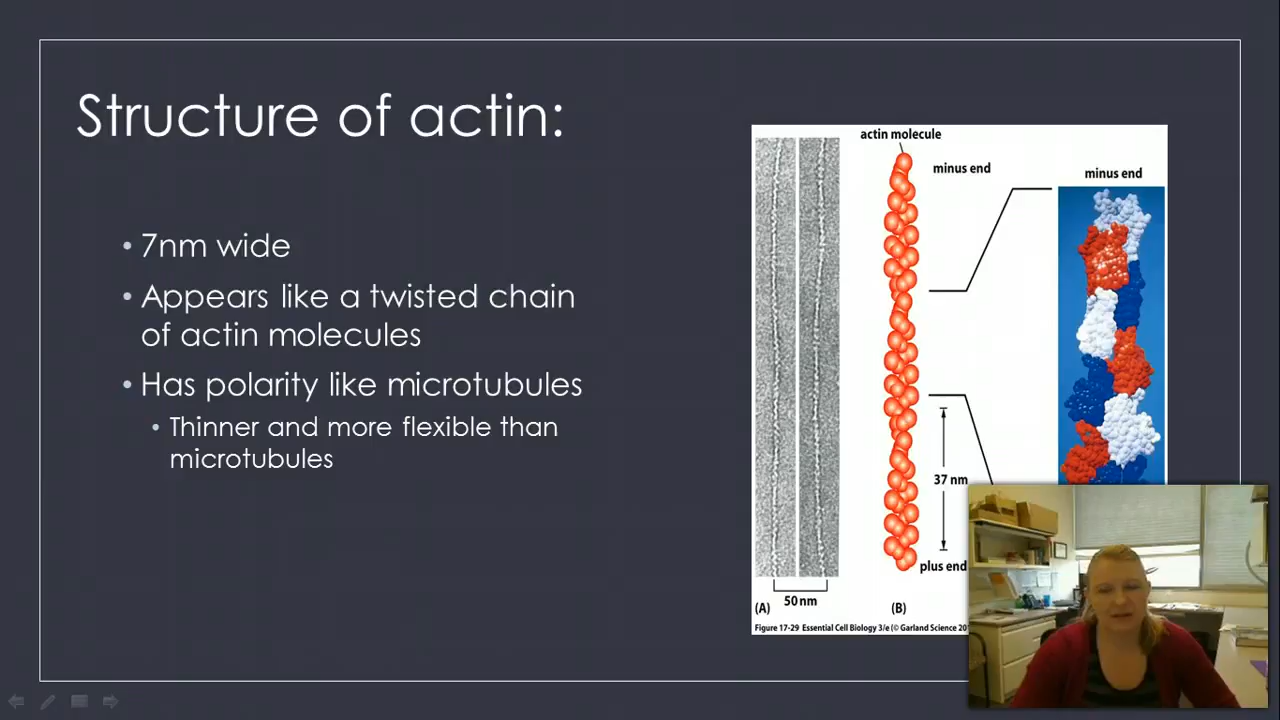 Structure of actin:
• 7nm wide
• Appears like a twisted chain
of actin molecules
• Has polarity like microtubules
• Thinner and more flexible than
microtubules
actin molecule
minus end
minus end
37 nm
plus end
50 nm
(A)
(B)
Figure 17-29 Essential Cell Biology 3/e (© Garland Science 20